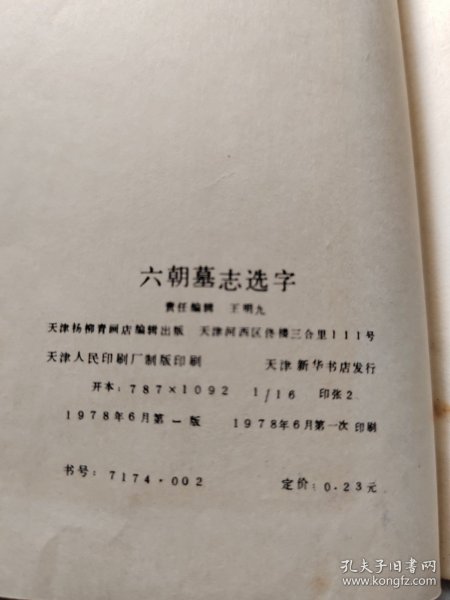 六朝墓志选字
责任编辑 王明九
天津杨柳青画店编辑出版 天津河西区佟楼三合里111号
天津人民印刷厂制版印刷 天津新华书店发行
开本：787×1092 1/16 印张2
1978年6月第一版 1978年6月第一次印刷
书号：7174·002 定价：0.23元
孔夫子旧书网
www.kongfz.com